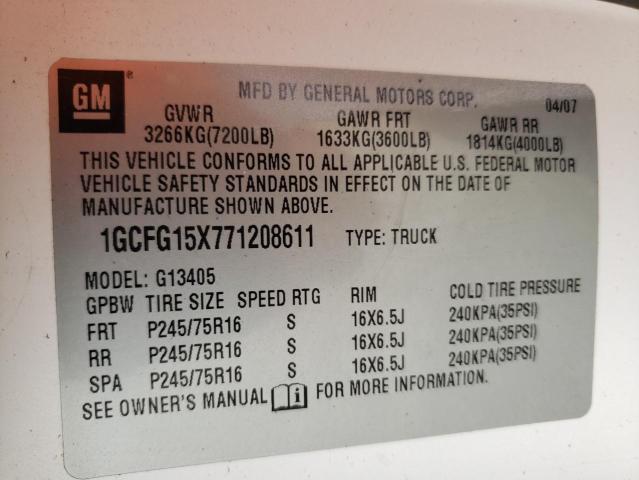 GM ®
MFD BY GENERAL MOTORS CORP. 04/07
GVWR GAWR FRT GAWR RR
3266KG(7200LB) 1633KG(3600LB) 1814KG(4000LB)
THIS VEHICLE CONFORMS TO ALL APPLICABLE U.S. FEDERAL MOTOR
VEHICLE SAFETY STANDARDS IN EFFECT ON THE DATE OF
MANUFACTURE SHOWN ABOVE.
1GCFG15X771208611 TYPE: TRUCK
MODEL: G13405
GPBW TIRE SIZE SPEED RTG RIM COLD TIRE PRESSURE
FRT P245/75R16 S 16X6.5J 240KPA(35PSI)
RR P245/75R16 S 16X6.5J 240KPA(35PSI)
SPA P245/75R16 S 16X6.5J 240KPA(35PSI)
SEE OWNER'S MANUAL i FOR MORE INFORMATION.